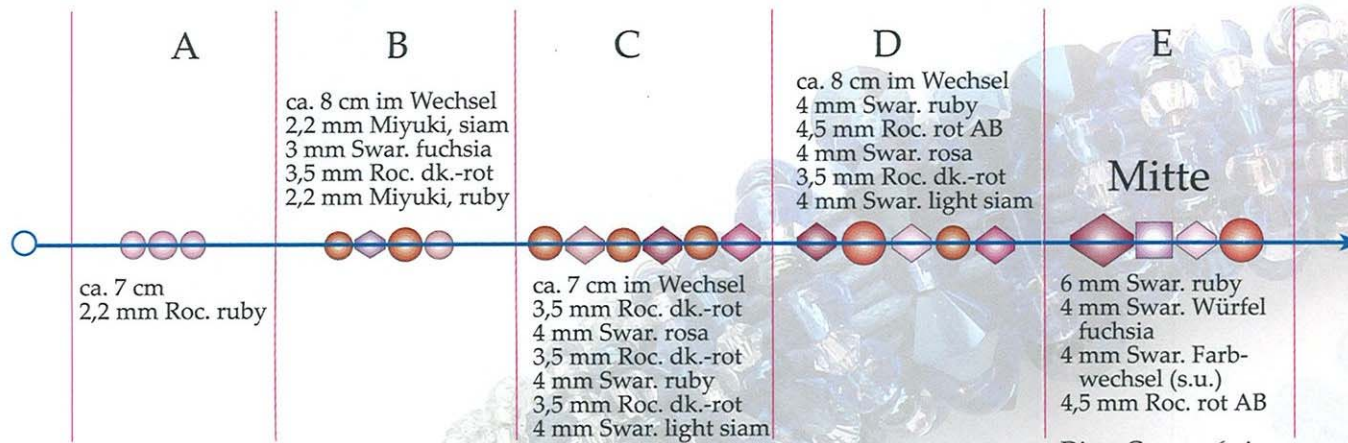 A
ca. 7 cm
2,2 mm Roc. ruby
B
ca. 8 cm im Wechsel
2,2 mm Miyuki, siam
3 mm Swar. fuchsia
3,5 mm Roc. dk.-rot
2,2 mm Miyuki, ruby
C
ca. 7 cm im Wechsel
3,5 mm Roc. dk.-rot
4 mm Swar. rosa
3,5 mm Roc. dk.-rot
4 mm Swar. ruby
3,5 mm Roc. dk.-rot
4 mm Swar. light siam
D
ca. 8 cm im Wechsel
4 mm Swar. ruby
4,5 mm Roc. rot AB
4 mm Swar. rosa
3,5 mm Roc. dk.-rot
4 mm Swar. light siam
E
Mitte
6 mm Swar. ruby
4 mm Swar. Würfel
fuchsia
4 mm Swar. Farb-
wechsel (s.u.)
4,5 mm Roc. rot AB